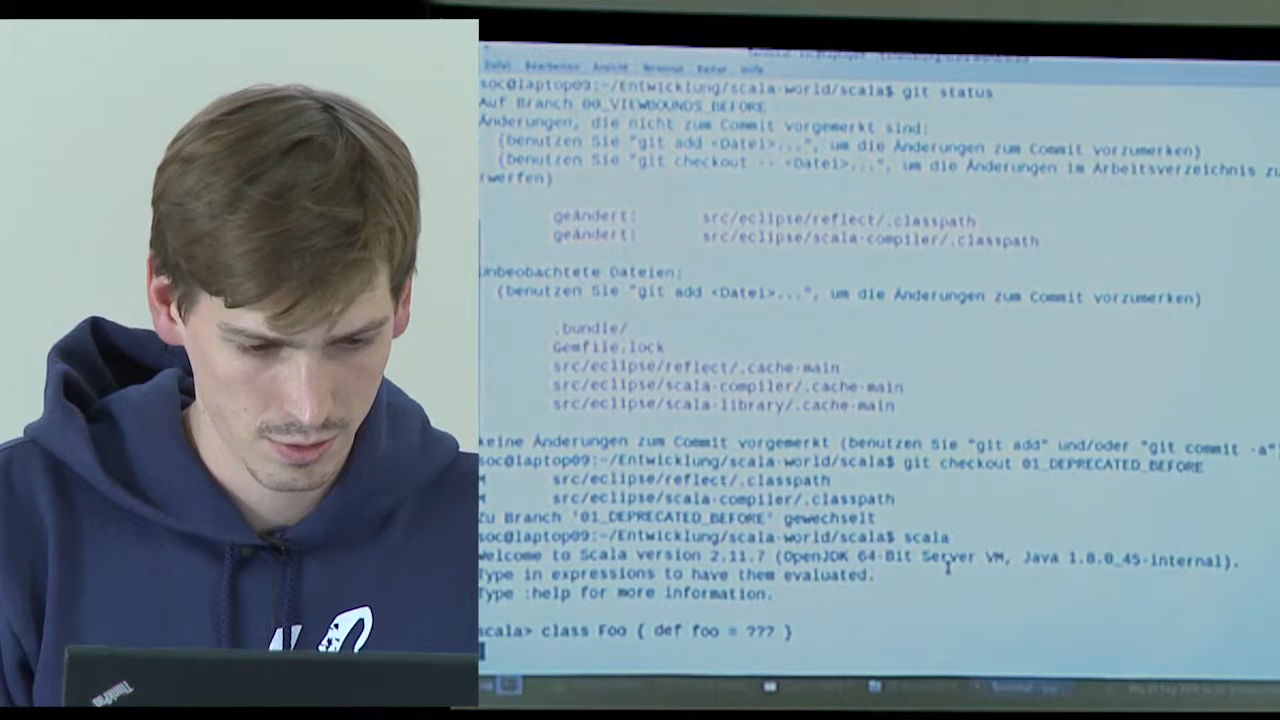 Datei Bearbeiten Ansicht Terminal Reiter Hilfe
soc@laptop09:~/Entwicklung/scala-world/scala$ git status
Auf Branch 00_VIEWBOUNDS_BEFORE
Änderungen, die nicht zum Commit vorgemerkt sind:
(benutzen Sie "git add <Datei>...", um die Änderungen zum Commit vorzumerken)
(benutzen Sie "git checkout -- <Datei>...", um die Änderungen im Arbeitsverzeichnis zu
rwerfen)
geändert: src/eclipse/reflect/.classpath
geändert: src/eclipse/scala-compiler/.classpath
Unbeobachtete Dateien:
(benutzen Sie "git add <Datei>...", um die Änderungen zum Commit vorzumerken)
.bundle/
Gemfile.lock
src/eclipse/reflect/.cache-main
src/eclipse/scala-compiler/.cache-main
src/eclipse/scala-library/.cache-main
keine Änderungen zum Commit vorgemerkt (benutzen Sie "git add" und/oder "git commit -a"
soc@laptop09:~/Entwicklung/scala-world/scala$ git checkout 01_DEPRECATED_BEFORE
M src/eclipse/reflect/.classpath
M src/eclipse/scala-compiler/.classpath
Zu Branch '01_DEPRECATED_BEFORE' gewechselt
soc@laptop09:~/Entwicklung/scala-world/scala$ scala
Welcome to Scala version 2.11.7 (OpenJDK 64-Bit Server VM, Java 1.8.0_45-internal).
Type in expressions to have them evaluated.
Type :help for more information.
scala> class Foo { def foo = ??? }
ThinkPad